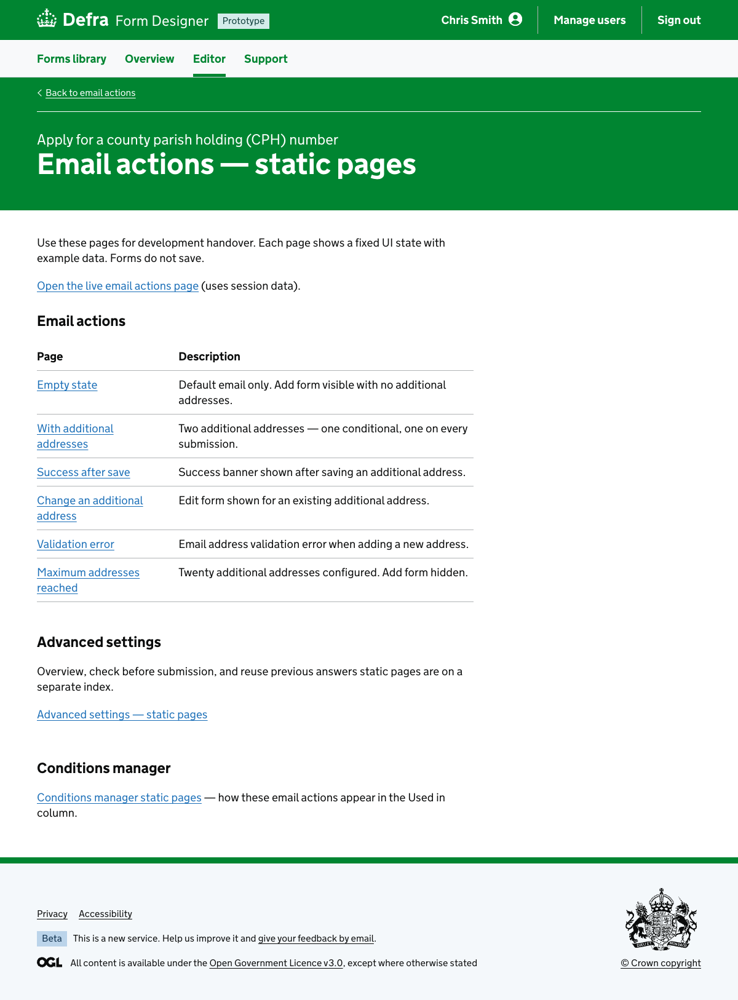 Defra Form Designer Prototype
Chris Smith
Manage users
Sign out
Forms library
Overview
Editor
Support
Back to email actions
Apply for a county parish holding (CPH) number
Email actions — static pages
Use these pages for development handover. Each page shows a fixed UI state with
example data. Forms do not save.
Open the live email actions page (uses session data).
Email actions
Page
Description
Empty state
Default email only. Add form visible with no additional
addresses.
With additional
addresses
Two additional addresses — one conditional, one on every
submission.
Success after save
Success banner shown after saving an additional address.
Change an additional
address
Edit form shown for an existing additional address.
Validation error
Email address validation error when adding a new address.
Maximum addresses
reached
Twenty additional addresses configured. Add form hidden.
Advanced settings
Overview, check before submission, and reuse previous answers static pages are on a
separate index.
Advanced settings — static pages
Conditions manager
Conditions manager static pages — how these email actions appear in the Used in
column.
Privacy
Accessibility
Beta This is a new service. Help us improve it and give your feedback by email.
OGL All content is available under the Open Government Licence v3.0, except where otherwise stated
© Crown copyright